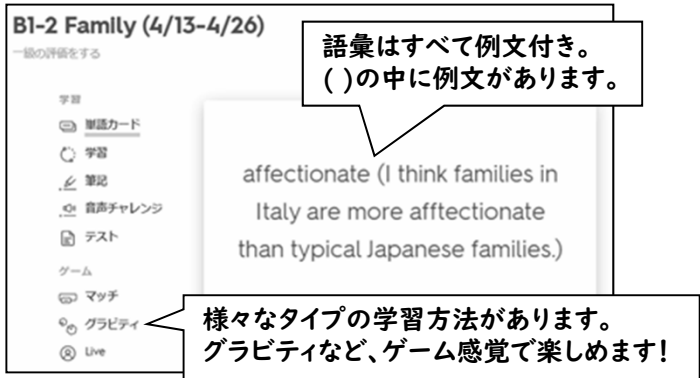 B1-2 Family (4/13-4/26)
一級の評価をする
語彙はすべて例文付き。
( )の中に例文があります。
学習
単語カード
学習
筆記
音声チャレンジ
テスト
affectionate (I think families in
Italy are more afftectionate
than typical Japanese families.)
ゲーム
マッチ
グラビティ
Live
様々なタイプの学習方法があります。
グラビティなど、ゲーム感覚で楽しめます!